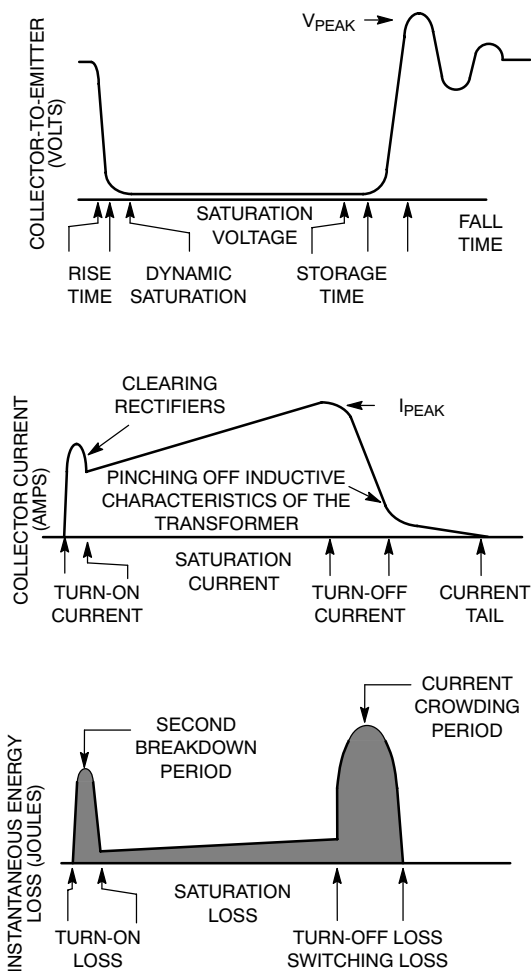 COLLECTOR-TO-EMITTER
(VOLTS)
VPEAK
SATURATION
VOLTAGE
FALL
TIME
RISE
TIME
DYNAMIC
SATURATION
STORAGE
TIME
COLLECTOR CURRENT
(AMPS)
CLEARING
RECTIFIERS
IPEAK
PINCHING OFF INDUCTIVE
CHARACTERISTICS OF THE
TRANSFORMER
SATURATION
CURRENT
TURN-ON
CURRENT
TURN-OFF
CURRENT
CURRENT
TAIL
INSTANTANEOUS ENERGY
LOSS (JOULES)
SECOND
BREAKDOWN
PERIOD
CURRENT
CROWDING
PERIOD
SATURATION
LOSS
TURN-ON
LOSS
TURN-OFF LOSS
SWITCHING LOSS